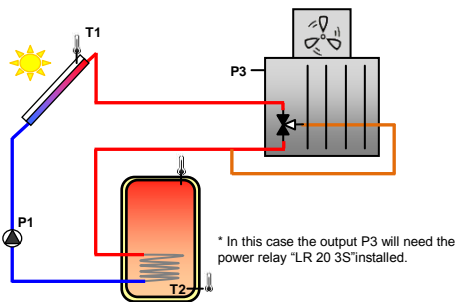 T1
P3
P1
T2
* In this case the output P3 will need the
power relay “LR 20 3S”installed.